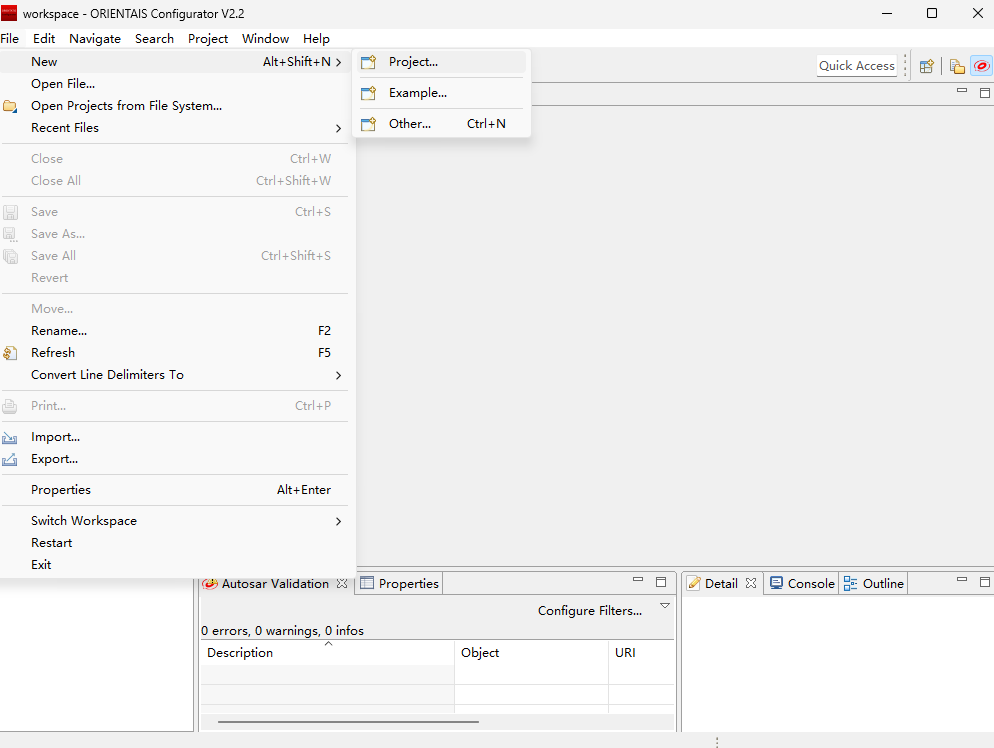 workspace - ORIENTAIS Configurator V2.2
File Edit Navigate Search Project Window Help
New Alt+Shift+N
Open File...
Open Projects from File System...
Recent Files
Close Ctrl+W
Close All Ctrl+Shift+W
Save Ctrl+S
Save As...
Save All Ctrl+Shift+S
Revert
Move...
Rename... F2
Refresh F5
Convert Line Delimiters To
Print... Ctrl+P
Import...
Export...
Properties Alt+Enter
Switch Workspace
Restart
Exit
Project...
Example...
Other... Ctrl+N
Quick Access
Autosar Validation Properties
Configure Filters...
0 errors, 0 warnings, 0 infos
Description Object URI
Detail Console Outline